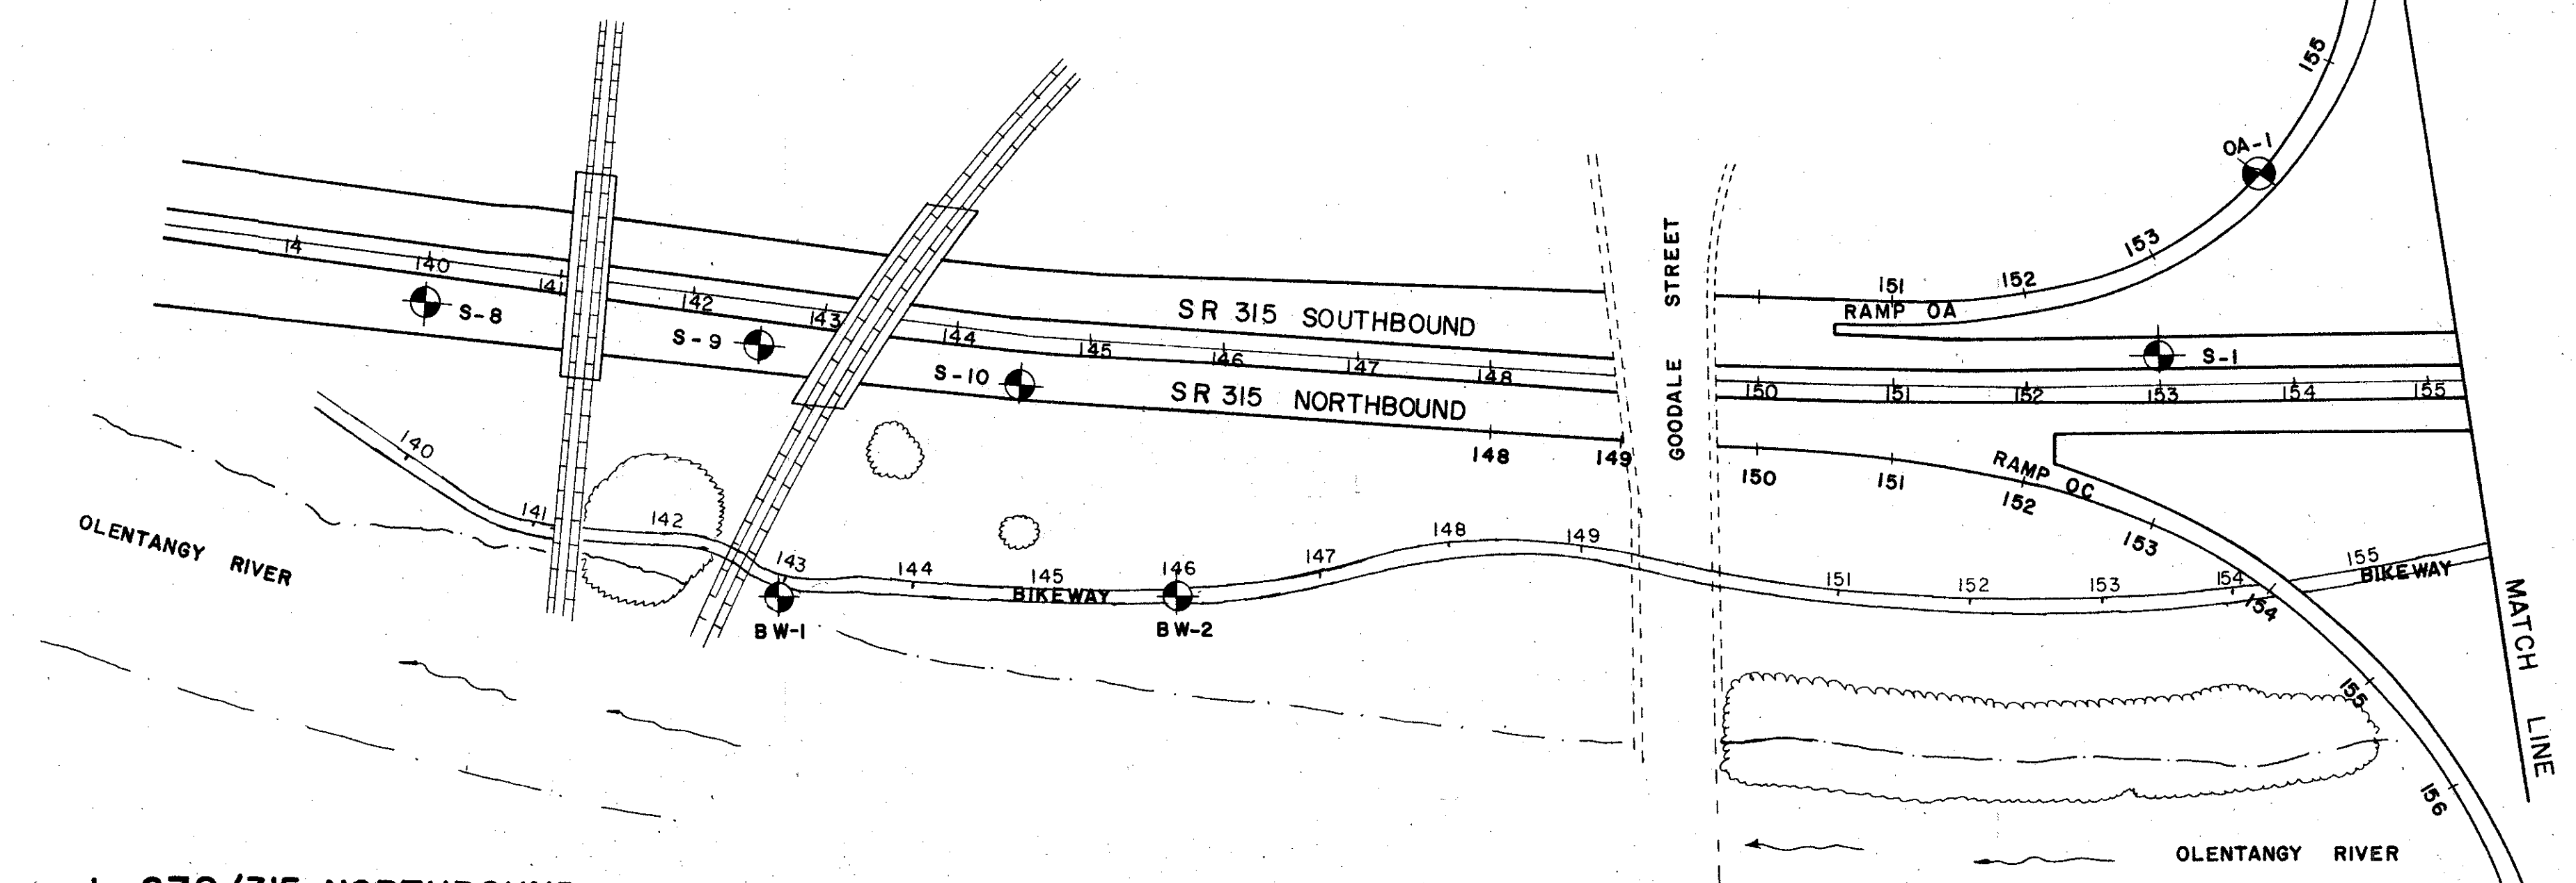 155
OA-1
153
152
151
RAMP OA
14
140
141
142
143
144
145
146
147
148
S-8
S-9
S-10
SR 315 SOUTHBOUND
SR 315 NORTHBOUND
GOODALE STREET
S-1
150
151
152
153
154
155
148
149
150
151
RAMP OC
152
153
154
155
156
140
141
142
143
144
145
146
147
148
149
151
152
153
154
155
BIKEWAY
BIKEWAY
BW-1
BW-2
OLENTANGY RIVER
MATCH LINE
OLENTANGY RIVER